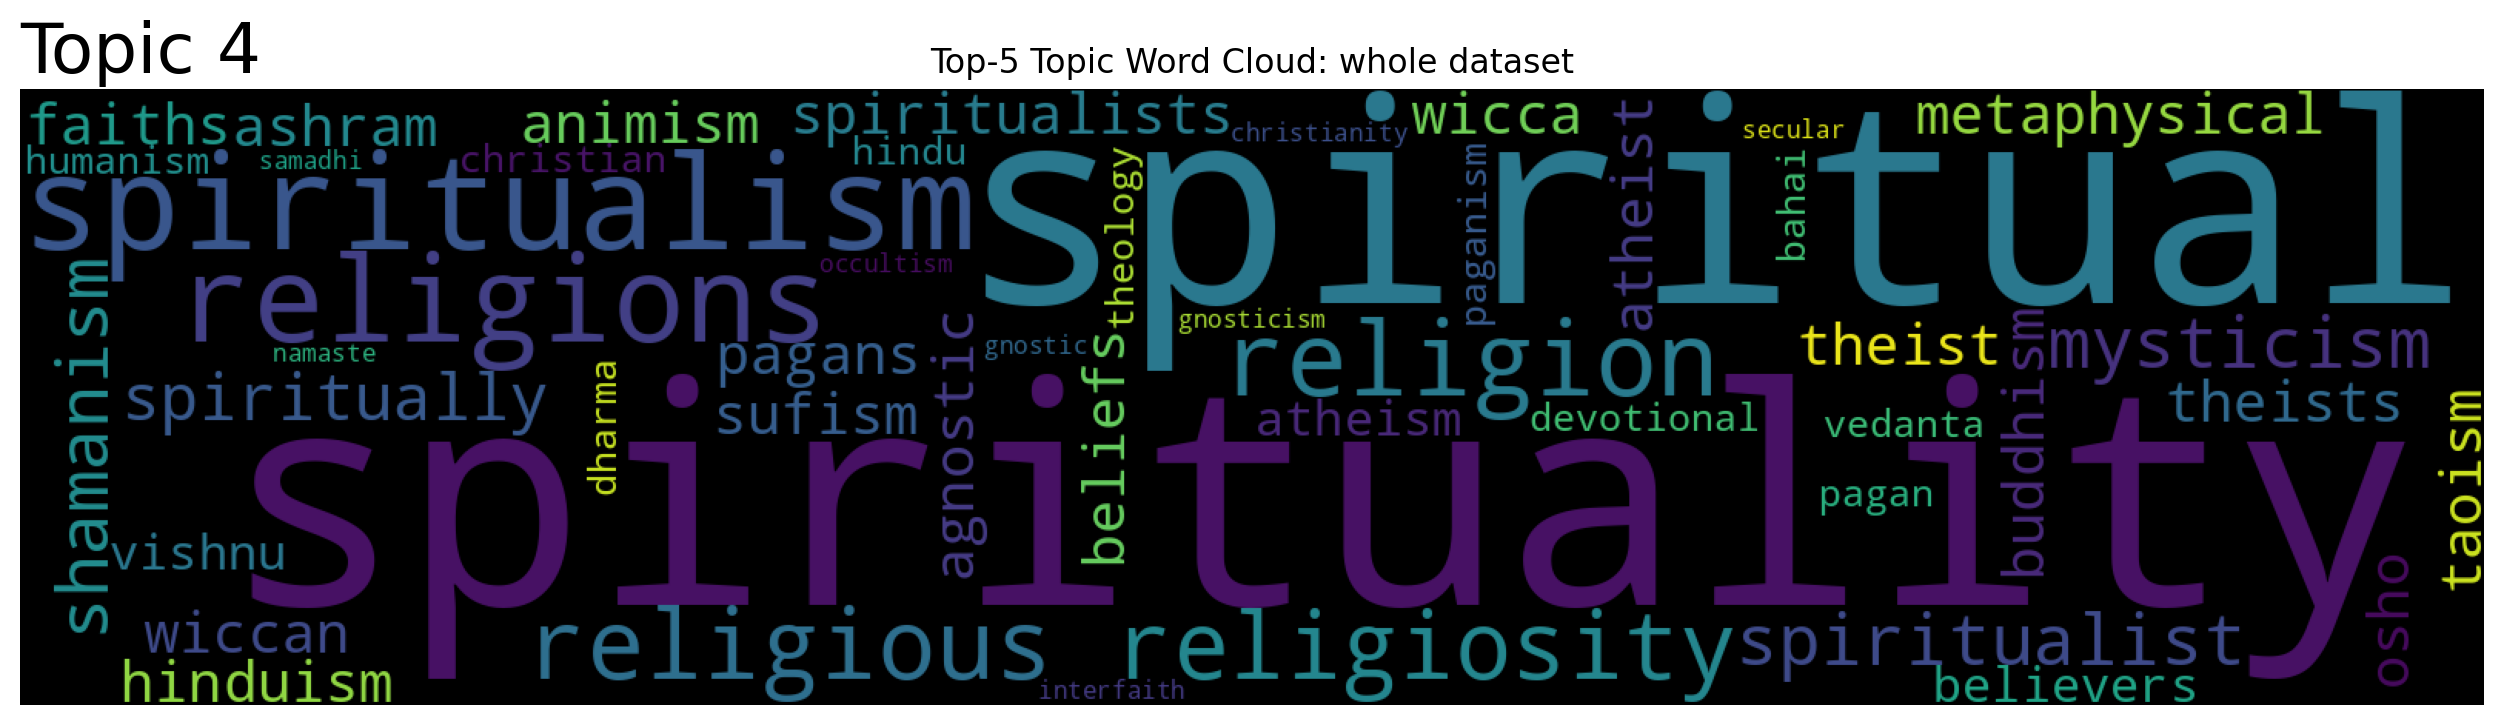 Topic 4
Top-5 Topic Word Cloud: whole dataset
faiths
ashram
animism
spiritualists
christianity
wicca
atheist
secular
metaphysical
humanism
samadhi
christian
hindu
spiritualism
spiritual
theology
paganism
bahai
religions
occultism
gnosticism
shamanism
namaste
pagans
agnostic
gnostic
beliefs
religion
theist
buddhism
mysticism
spiritually
dharma
sufism
atheism
devotional
vedanta
theists
taoism
spirituality
pagan
vishnu
osho
wiccan
religious
religiosity
spiritualist
hinduism
interfaith
believers